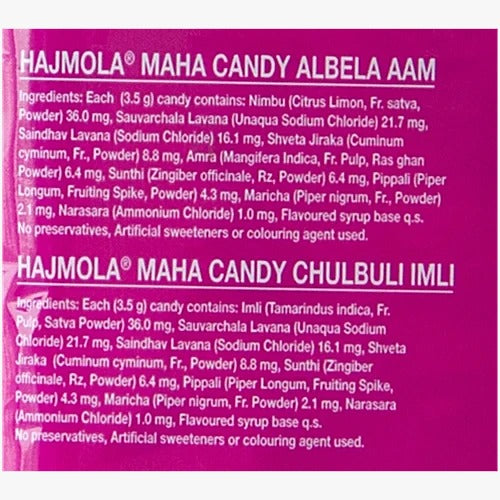 HAJMOLA® MAHA CANDY ALBELA AAM
Ingredients: Each (3.5 g) candy contains: Nimbu (Citrus Limon, Fr. satva,
Powder) 36.0 mg, Sauvarchala Lavana (Unaqua Sodium Chloride) 21.7 mg,
Saindhav Lavana (Sodium Chloride) 16.1 mg, Shveta Jiraka (Cuminum
cyminum, Fr., Powder) 8.8 mg, Amra (Mangifera Indica, Fr. Pulp, Ras ghan
Powder) 6.4 mg, Sunthi (Zingiber officinale, Rz, Powder) 6.4 mg, Pippali (Piper
Longum, Fruiting Spike, Powder) 4.3 mg, Maricha (Piper nigrum, Fr., Powder)
2.1 mg, Narasara (Ammonium Chloride) 1.0 mg, Flavoured syrup base q.s.
No preservatives, Artificial sweeteners or colouring agent used.
HAJMOLA® MAHA CANDY CHULBULI IMLI
Ingredients: Each (3.5 g) candy contains: Imli (Tamarindus indica, Fr.
Pulp, Satva Powder) 36.0 mg, Sauvarchala Lavana (Unaqua Sodium
Chloride) 21.7 mg, Saindhav Lavana (Sodium Chloride) 16.1 mg, Shveta
Jiraka (Cuminum cyminum, Fr., Powder) 8.8 mg, Sunthi (Zingiber
officinale, Rz, Powder) 6.4 mg, Pippali (Piper Longum, Fruiting Spike,
Powder) 4.3 mg, Maricha (Piper nigrum, Fr. Powder) 2.1 mg, Narasara
(Ammonium Chloride) 1.0 mg, Flavoured syrup base q.s.
No preservatives, Artificial sweeteners or colouring agent used.